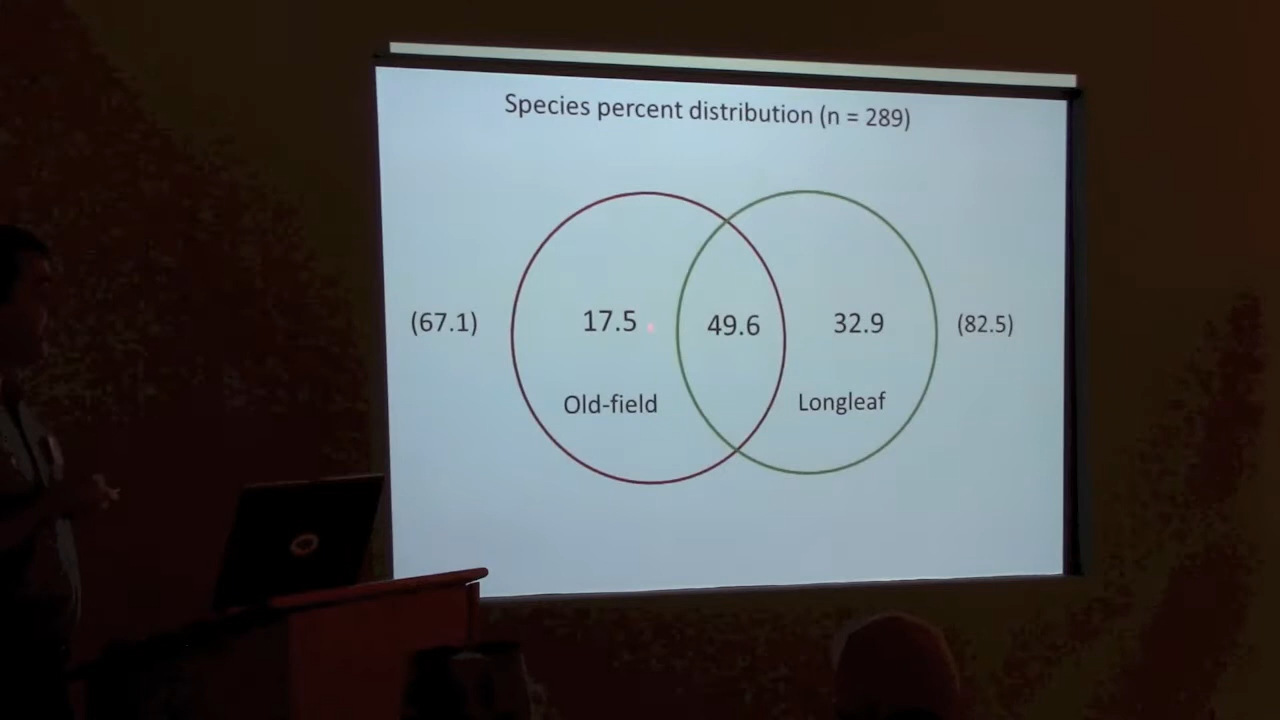 Species percent distribution (n = 289)
(67.1) 17.5 49.6 32.9 (82.5)
Old-field Longleaf